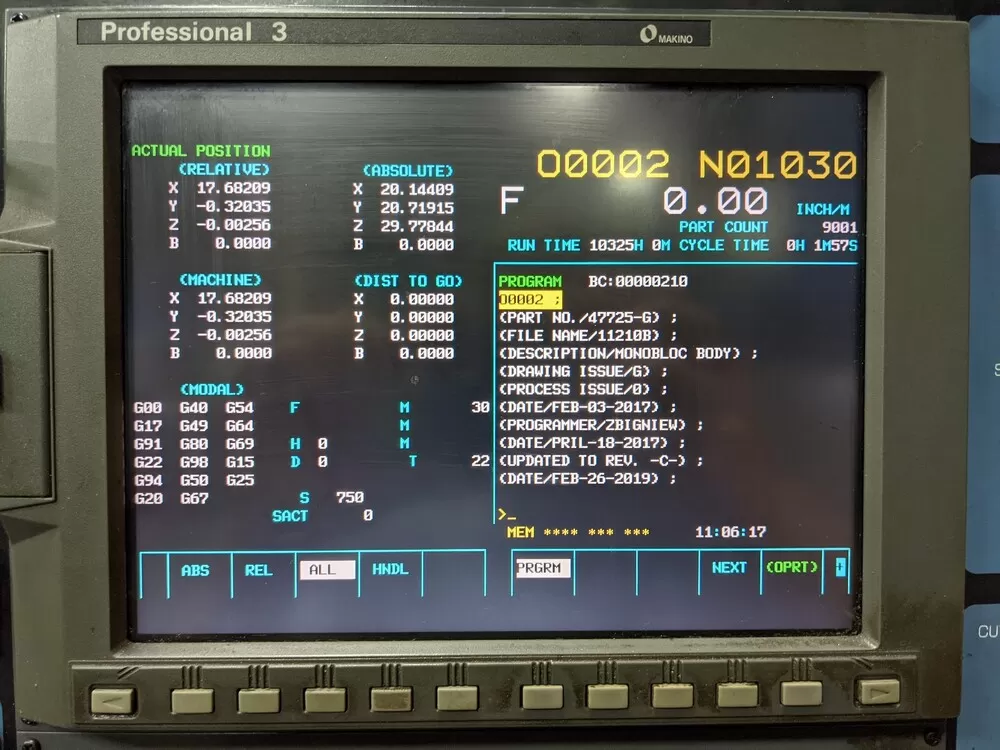 Professional 3
MAKINO
ACTUAL POSITION
(RELATIVE)
X 17.68209
Y -0.32035
Z -0.00256
B 0.0000
(ABSOLUTE)
X 20.14409
Y 20.71915
Z 29.77844
B 0.0000
(MACHINE)
X 17.68209
Y -0.32035
Z -0.00256
B 0.0000
(DIST TO GO)
X 0.00000
Y 0.00000
Z 0.00000
B 0.0000
(MODAL)
G00 G40 G54 F M 30
G17 G49 G64 M
G91 G80 G69 H 0 M
G22 G98 G15 D 0 T 22
G94 G50 G25
G20 G67 S 750
SACT 0
O0002 N01030
F 0.00 INCH/M
PART COUNT 9001
RUN TIME 10325H 0M CYCLE TIME 0H 1M57S
PROGRAM BC:00000210
O0002 ;
(PART NO./47725-G) ;
(FILE NAME/11210B) ;
(DESCRIPTION/MONOBLOC BODY) ;
(DRAWING ISSUE/G) ;
(PROCESS ISSUE/0) ;
(DATE/FEB-03-2017) ;
(PROGRAMMER/ZBIGNIEW) ;
(DATE/PRIL-18-2017) ;
(UPDATED TO REV. -C-) ;
(DATE/FEB-26-2019) ;
>_
MEM **** *** *** 11:06:17
ABS REL ALL HNDL
PRGRM NEXT (OPRT) +
S
CU